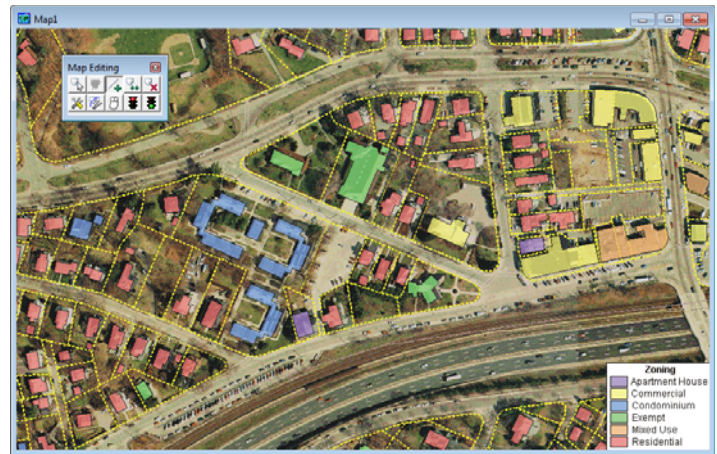 Map1
Map Editing
Zoning
Apartment House
Commercial
Condominium
Exempt
Mixed Use
Residential